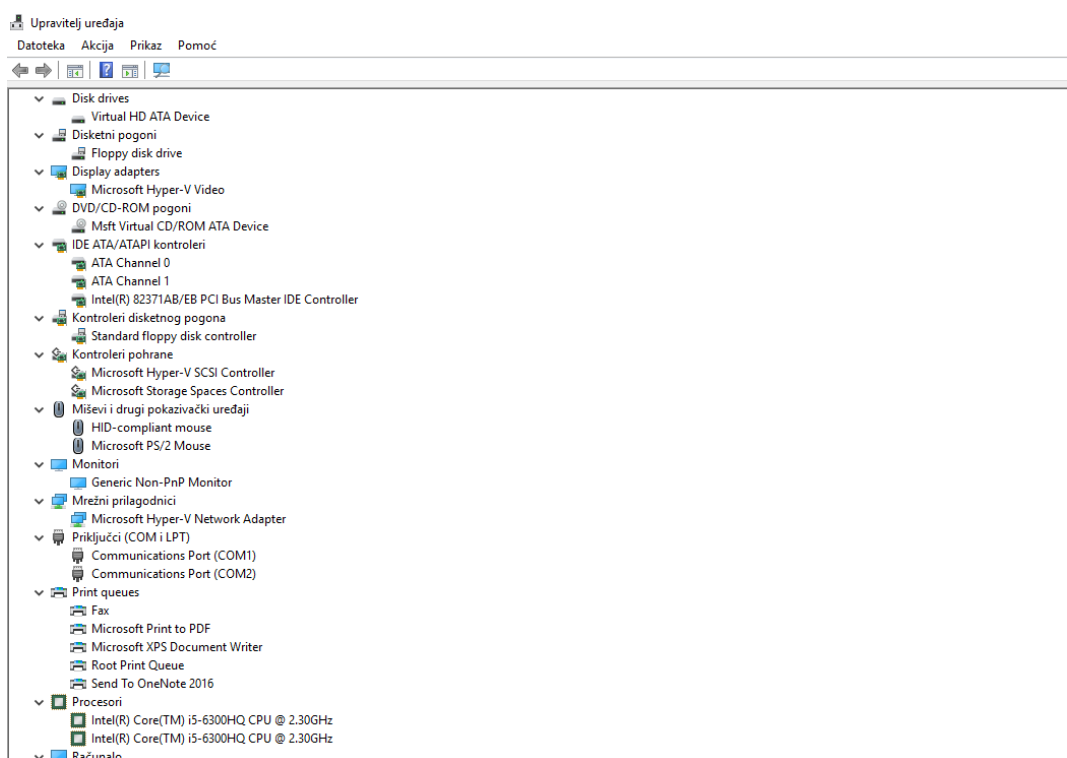 Upravitelj uređaja
Datoteka Akcija Prikaz Pomoć
Disk drives
Virtual HD ATA Device
Disketni pogoni
Floppy disk drive
Display adapters
Microsoft Hyper-V Video
DVD/CD-ROM pogoni
Msft Virtual CD/ROM ATA Device
IDE ATA/ATAPI kontroleri
ATA Channel 0
ATA Channel 1
Intel(R) 82371AB/EB PCI Bus Master IDE Controller
Kontroleri disketnog pogona
Standard floppy disk controller
Kontroleri pohrane
Microsoft Hyper-V SCSI Controller
Microsoft Storage Spaces Controller
Miševi i drugi pokazivački uređaji
HID-compliant mouse
Microsoft PS/2 Mouse
Monitori
Generic Non-PnP Monitor
Mrežni prilagodnici
Microsoft Hyper-V Network Adapter
Priključci (COM i LPT)
Communications Port (COM1)
Communications Port (COM2)
Print queues
Fax
Microsoft Print to PDF
Microsoft XPS Document Writer
Root Print Queue
Send To OneNote 2016
Procesori
Intel(R) Core(TM) i5-6300HQ CPU @ 2.30GHz
Intel(R) Core(TM) i5-6300HQ CPU @ 2.30GHz
Računalo